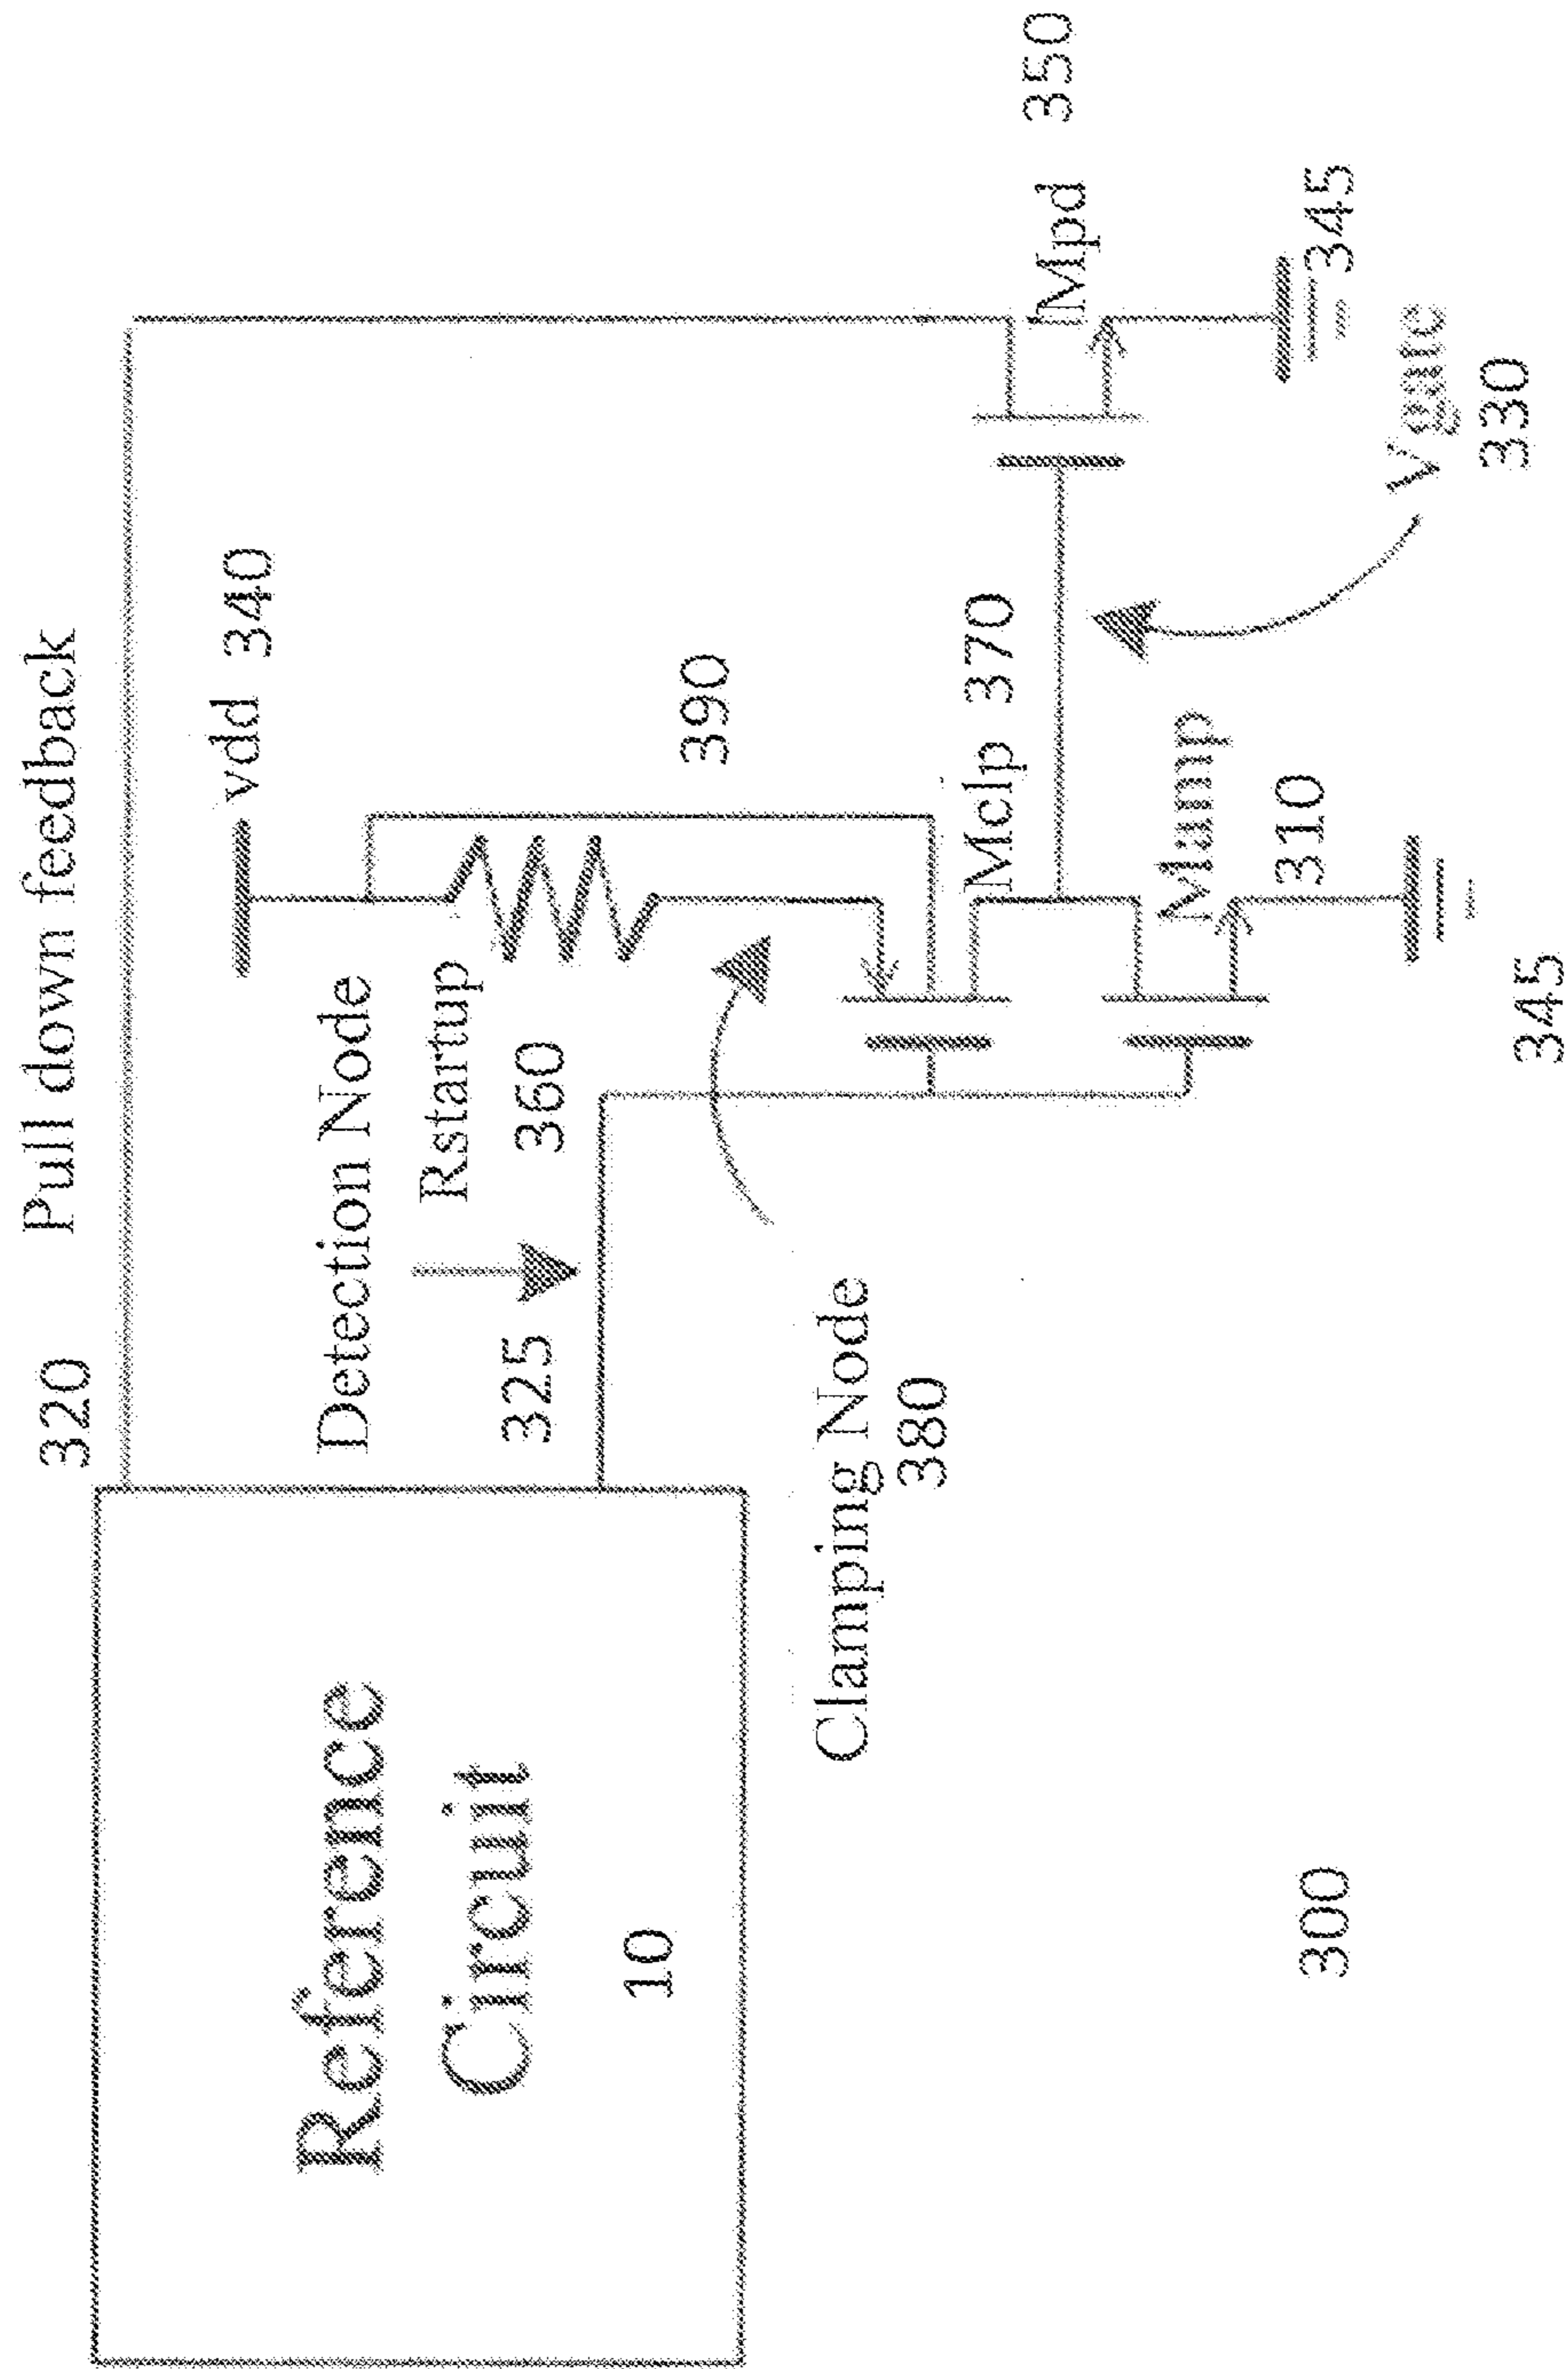 320 Pull down feedback
vdd 340
Detection Node
Rstartup
325
360
390
Reference
Circuit
10
Clamping Node
380
Mclp 370
Mpd 350
Mamp
310
345
Vgate
330
345
300